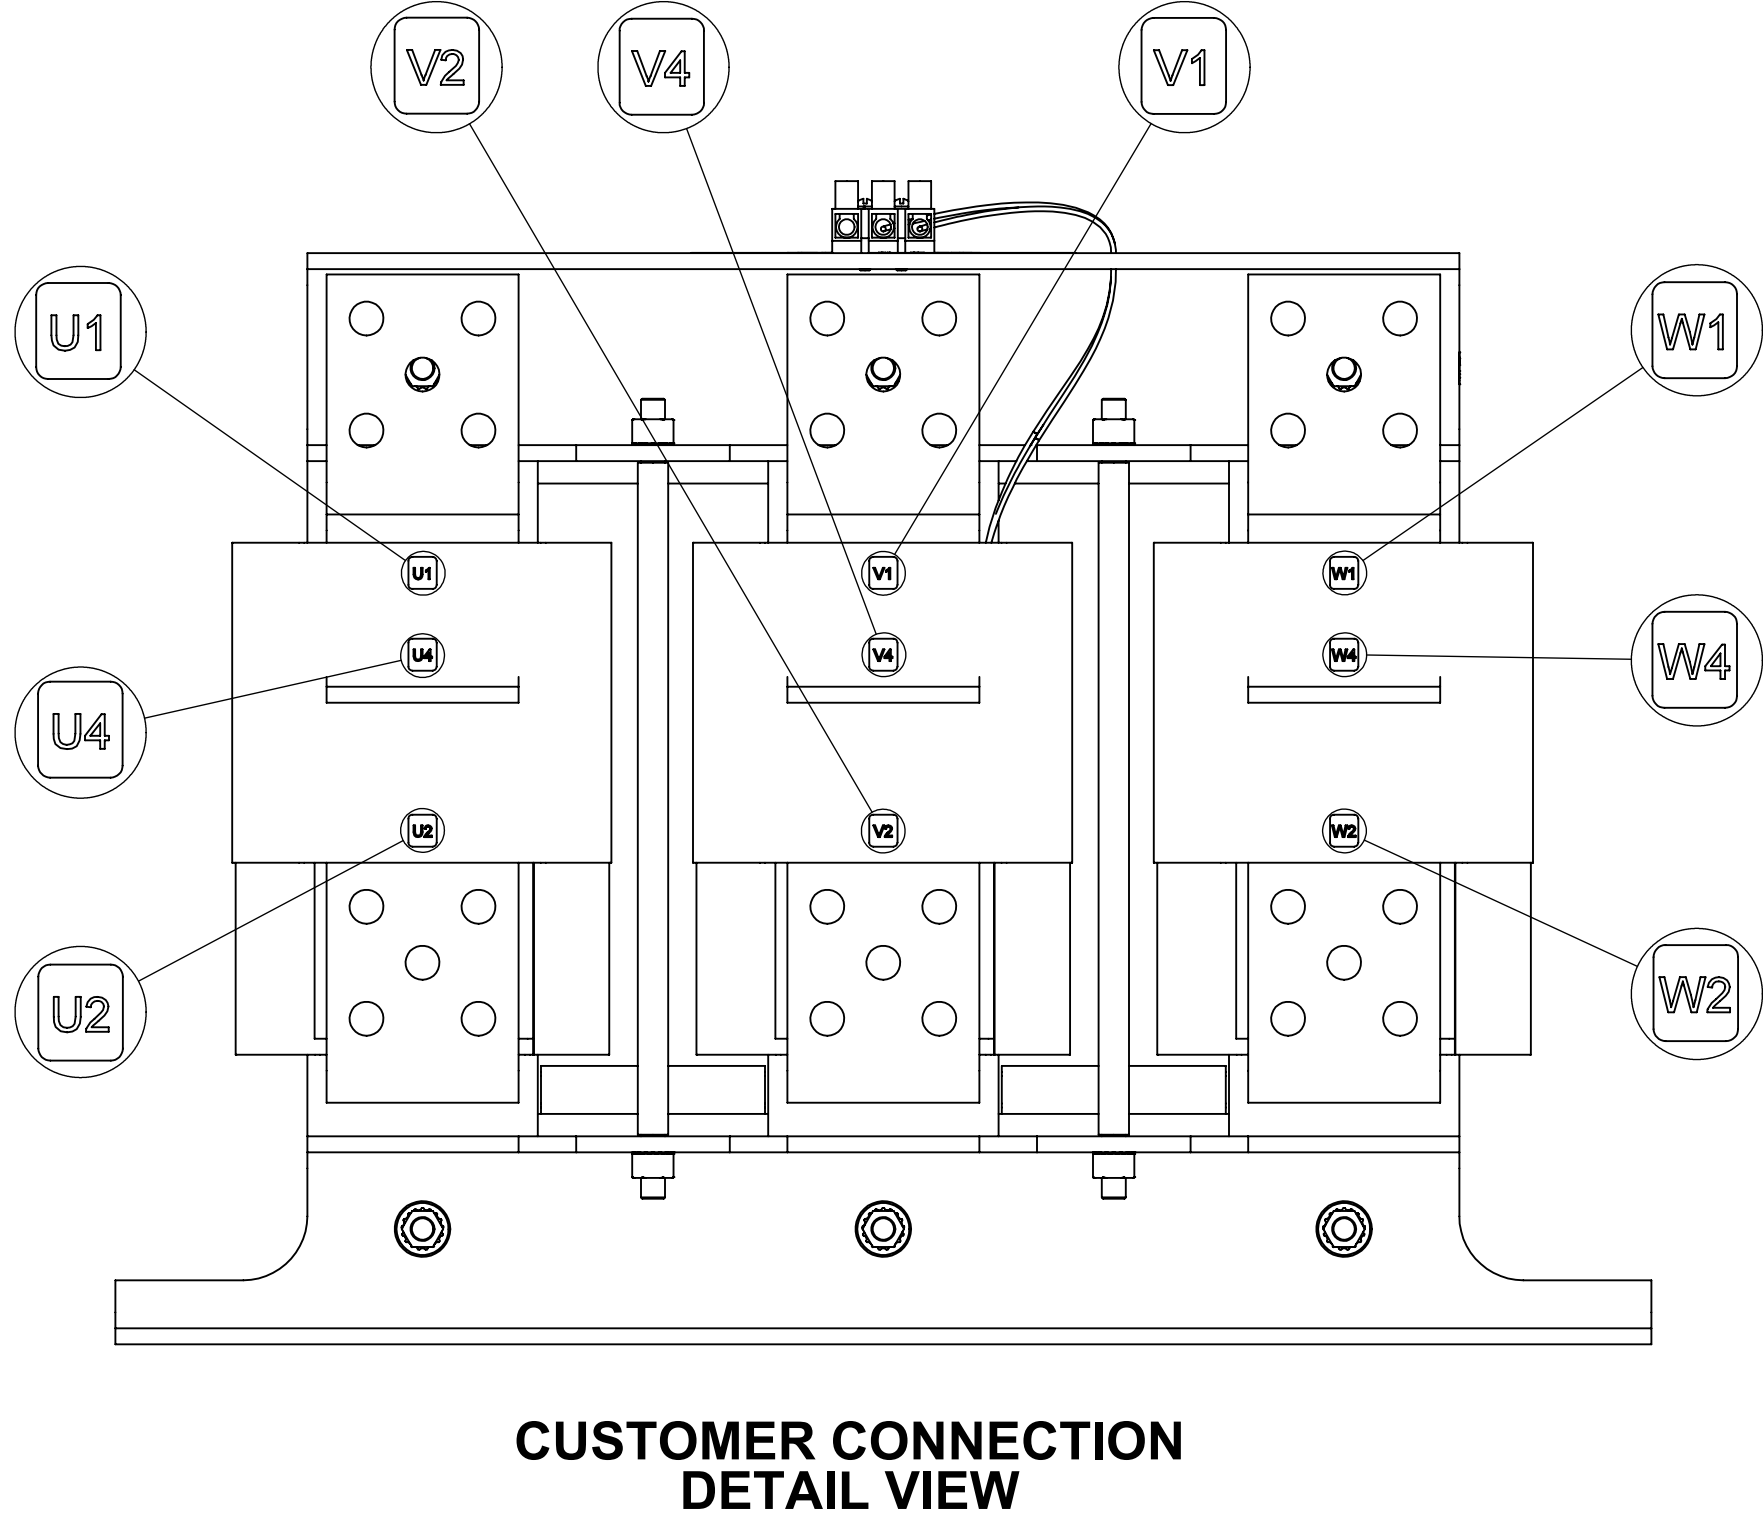 V2 V4 V1
U1 W1
U1 V1 W1
U4 V4 W4
W4
U4
U2 V2 W2
U2 W2
CUSTOMER CONNECTION
DETAIL VIEW